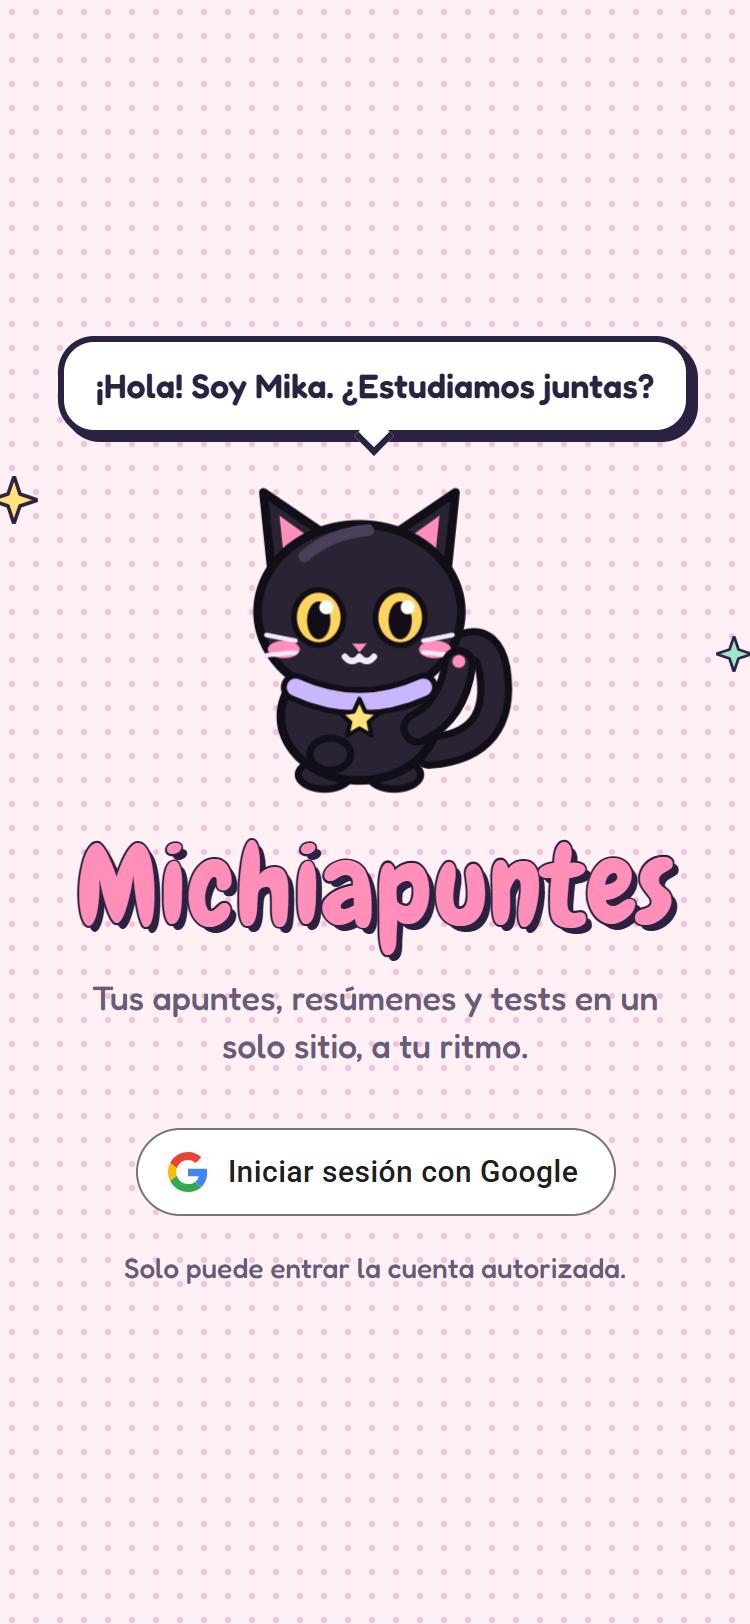 ¡Hola! Soy Mika. ¿Estudiamos juntas?
Michiapuntes
Tus apuntes, resúmenes y tests en un
solo sitio, a tu ritmo.
Iniciar sesión con Google
Solo puede entrar la cuenta autorizada.